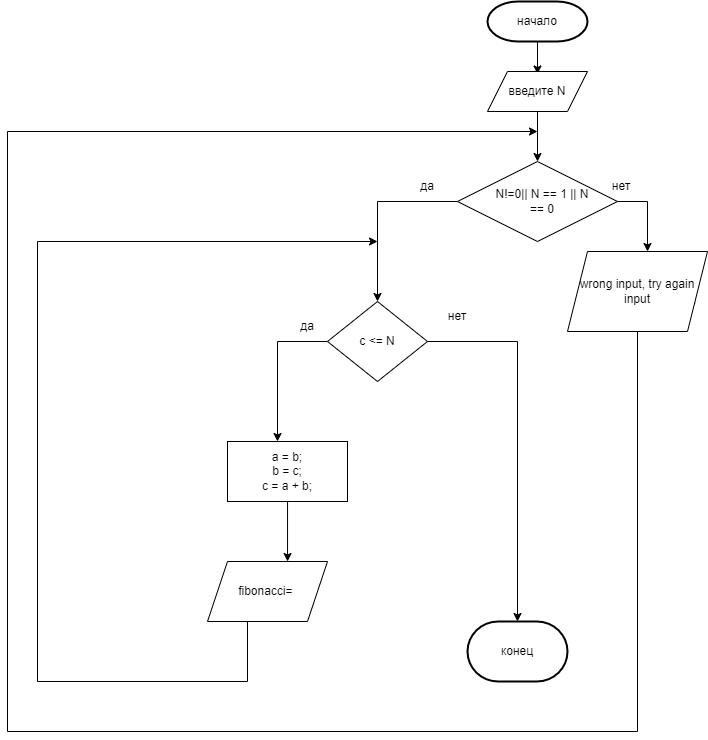 начало
введите N
да
N!=0|| N == 1 || N
== 0
нет
wrong input, try again
input
да
c <= N
нет
a = b;
b = c;
c = a + b;
fibonacci=
конец